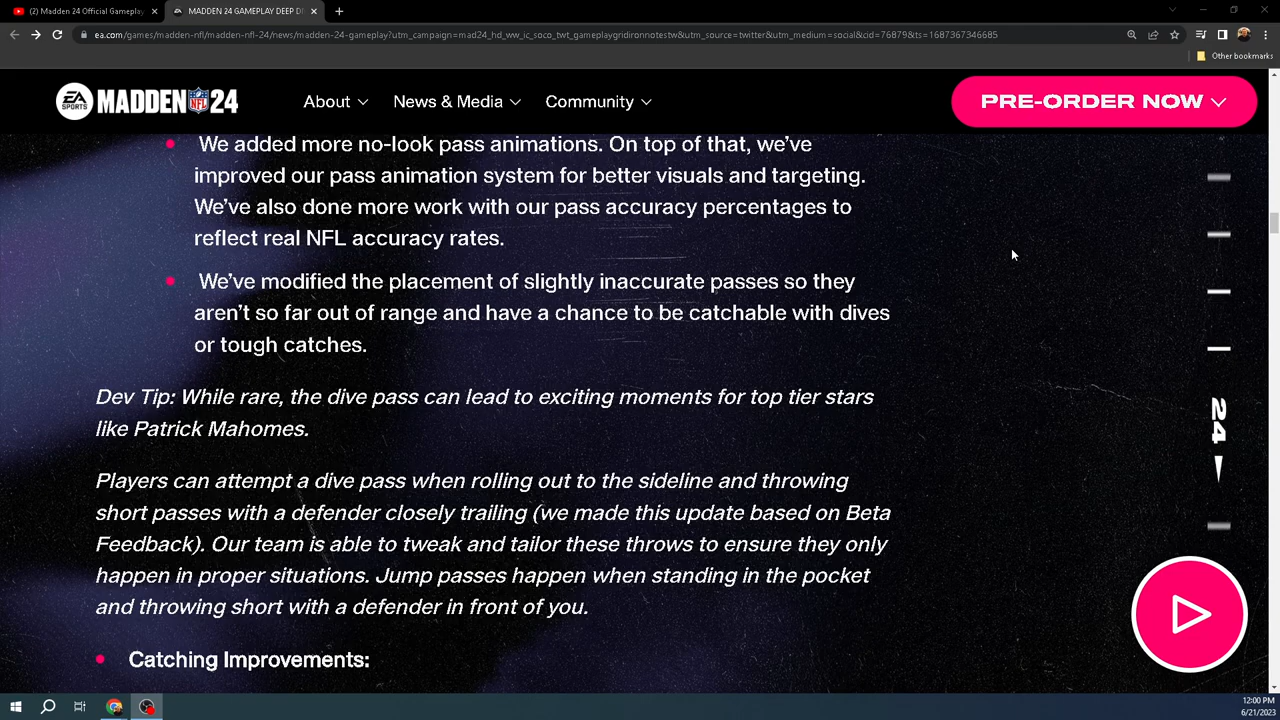 (2) Madden 24 Official Gameplay
MADDEN 24 GAMEPLAY DEEP DI
ea.com/games/madden-nfl/madden-nfl-24/news/madden-24-gameplay?utm_campaign=mad24_hd_ww_ic_soco_twt_gameplaygridironnotestw&utm_source=twitter&utm_medium=social&cid=76879&ts=1687367346685
Other bookmarks
EA SPORTS MADDEN NFL 24
About
News & Media
Community
PRE-ORDER NOW
We added more no-look pass animations. On top of that, we've
improved our pass animation system for better visuals and targeting.
We've also done more work with our pass accuracy percentages to
reflect real NFL accuracy rates.
We've modified the placement of slightly inaccurate passes so they
aren't so far out of range and have a chance to be catchable with dives
or tough catches.
Dev Tip: While rare, the dive pass can lead to exciting moments for top tier stars
like Patrick Mahomes.
Players can attempt a dive pass when rolling out to the sideline and throwing
short passes with a defender closely trailing (we made this update based on Beta
Feedback). Our team is able to tweak and tailor these throws to ensure they only
happen in proper situations. Jump passes happen when standing in the pocket
and throwing short with a defender in front of you.
Catching Improvements:
24
12:00 PM
6/21/2023